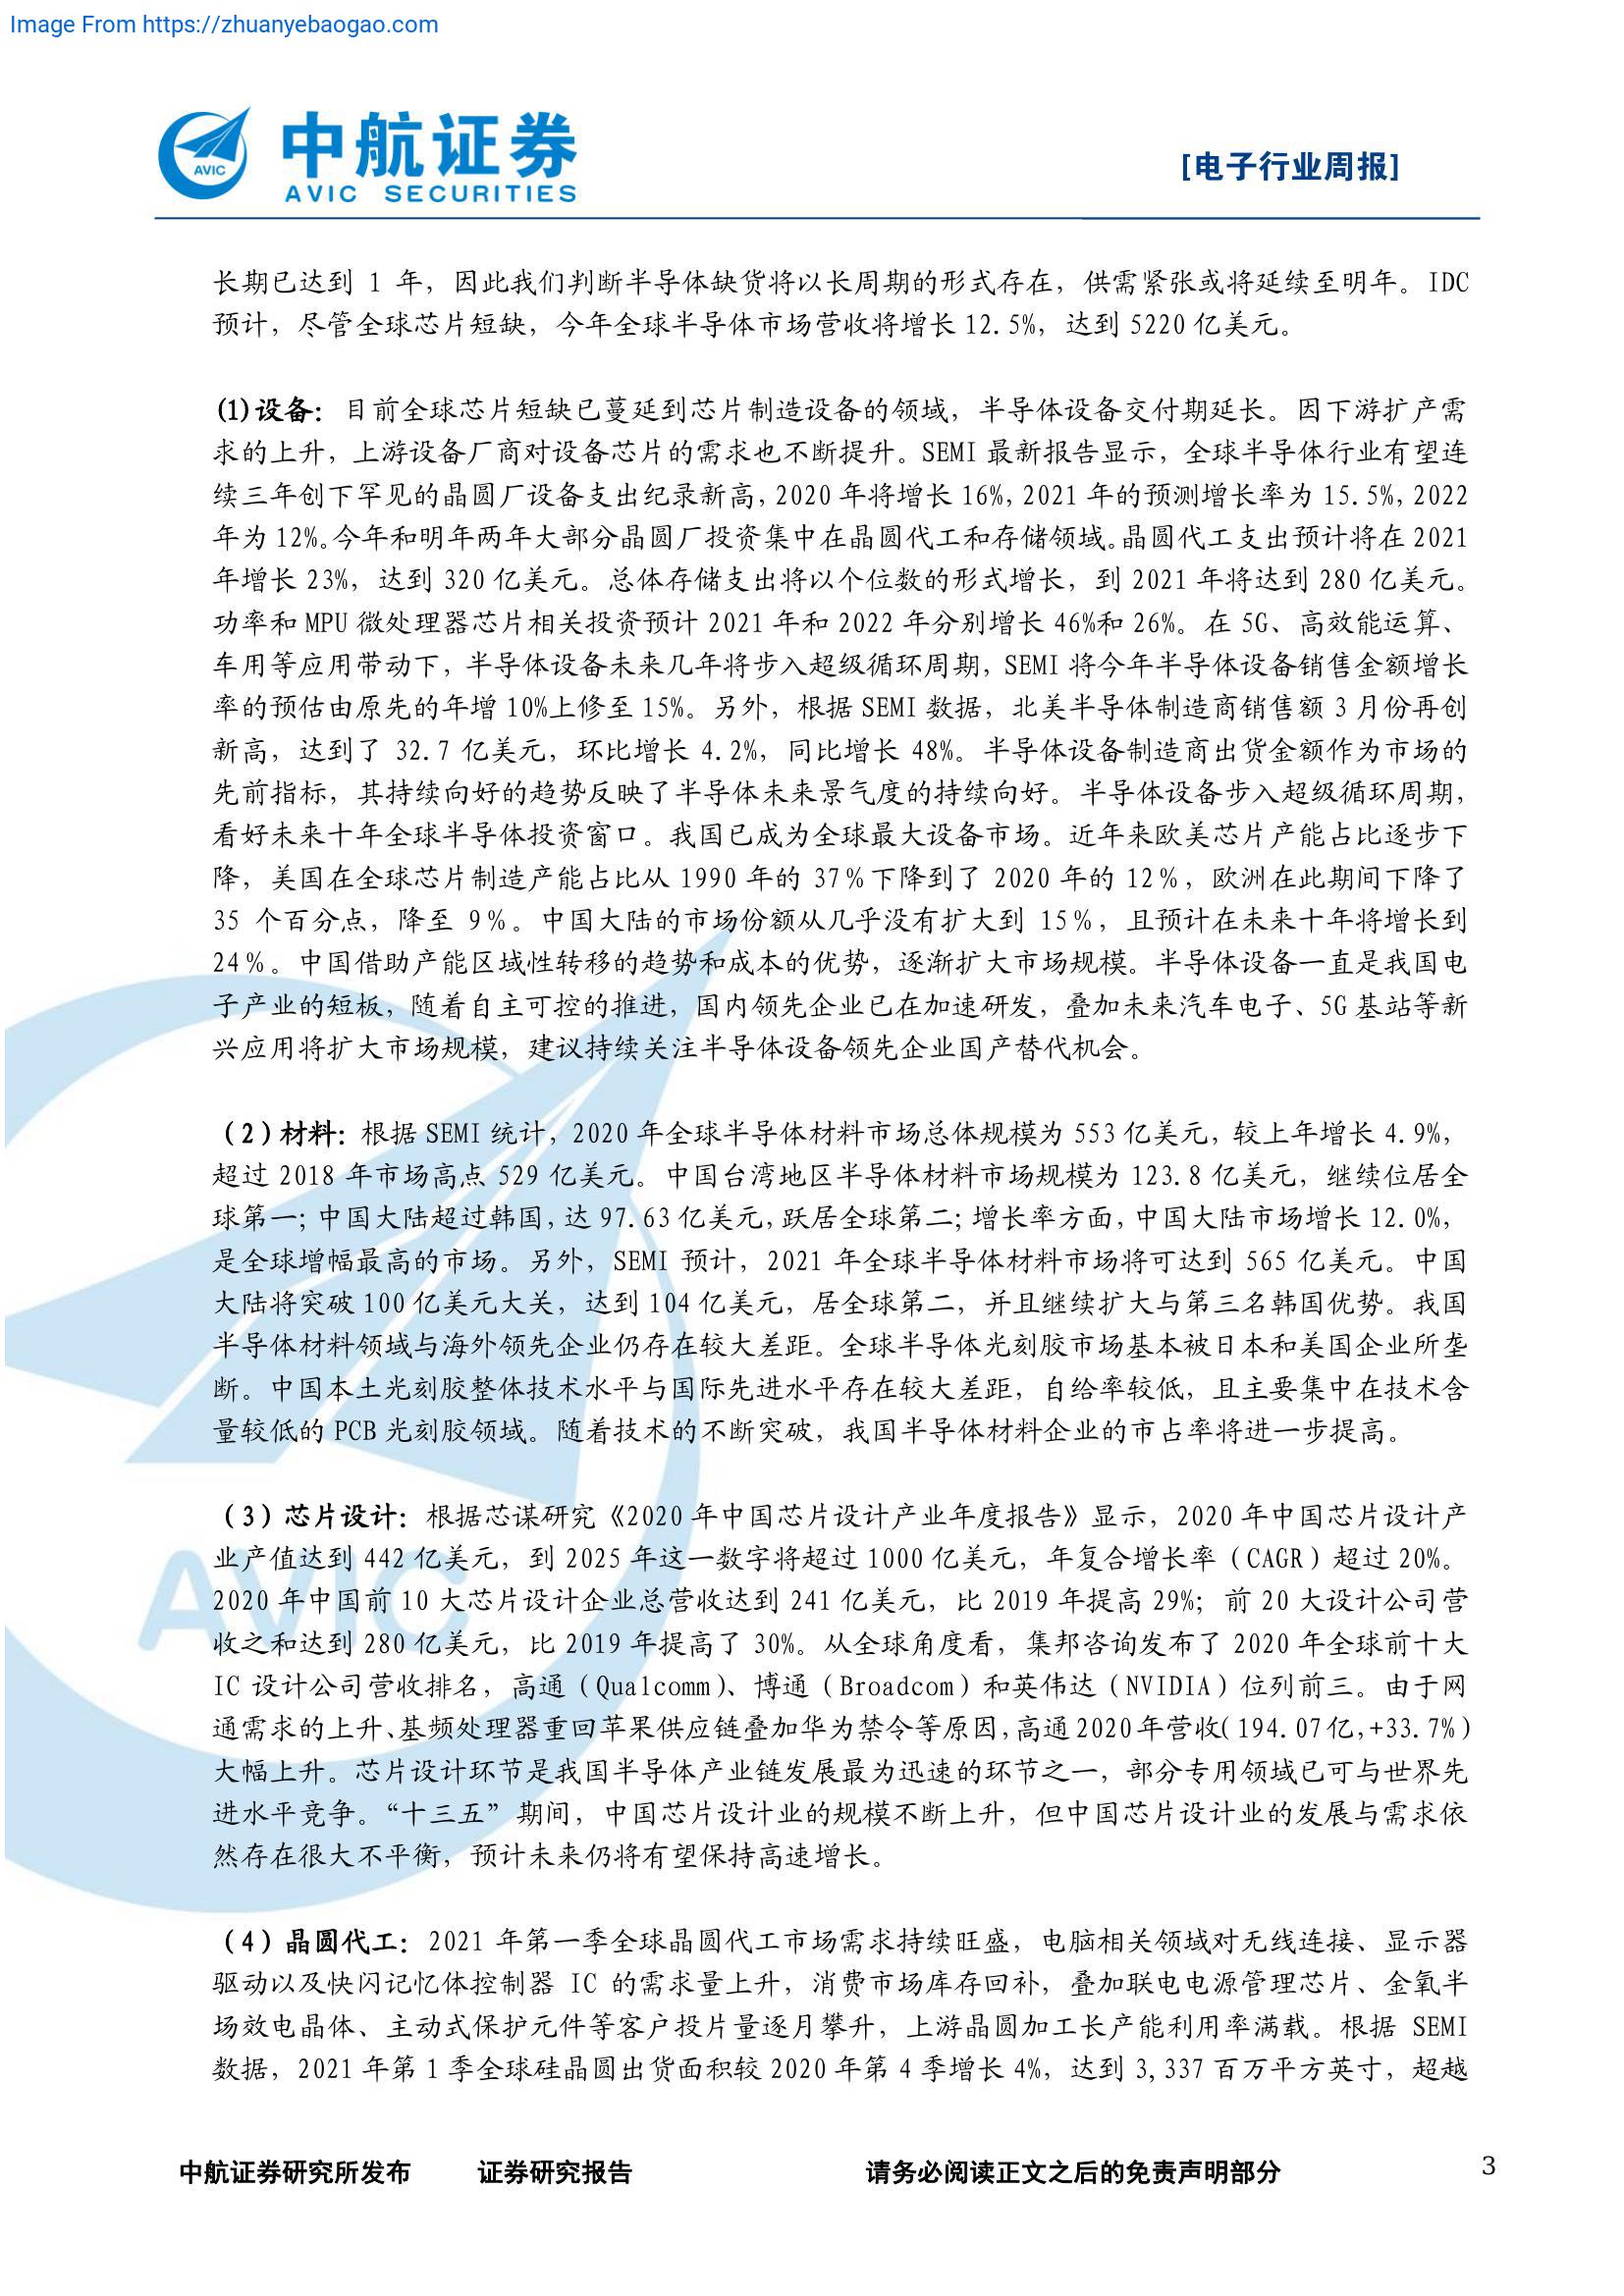 Image From https://zhuanyebaogao.com
中航证券
AVIC SECURITIES
AVIC
[电子行业周报]
长期已达到 1 年，因此我们判断半导体缺货将以长周期的形式存在，供需紧张或将延续至明年。IDC
预计，尽管全球芯片短缺，今年全球半导体市场营收将增长 12.5%，达到 5220 亿美元。
(1)设备：目前全球芯片短缺已蔓延到芯片制造设备的领域，半导体设备交付期延长。因下游扩产需
求的上升，上游设备厂商对设备芯片的需求也不断提升。SEMI 最新报告显示，全球半导体行业有望连
续三年创下罕见的晶圆厂设备支出纪录新高，2020 年将增长 16%，2021 年的预测增长率为 15.5%，2022
年为 12%。今年和明年两年大部分晶圆厂投资集中在晶圆代工和存储领域。晶圆代工支出预计将在 2021
年增长 23%，达到 320 亿美元。总体存储支出将以个位数的形式增长，到 2021 年将达到 280 亿美元。
功率和 MPU 微处理器芯片相关投资预计 2021 年和 2022 年分别增长 46%和 26%。在 5G、高效能运算、
车用等应用带动下，半导体设备未来几年将步入超级循环周期，SEMI 将今年半导体设备销售金额增长
率的预估由原先的年增 10%上修至 15%。另外，根据 SEMI 数据，北美半导体制造商销售额 3 月份再创
新高，达到了 32.7 亿美元，环比增长 4.2%，同比增长 48%。半导体设备制造商出货金额作为市场的
先前指标，其持续向好的趋势反映了半导体未来景气度的持续向好。半导体设备步入超级循环周期，
看好未来十年全球半导体投资窗口。我国已成为全球最大设备市场。近年来欧美芯片产能占比逐步下
降，美国在全球芯片制造产能占比从 1990 年的 37％下降到了 2020 年的 12％，欧洲在此期间下降了
35 个百分点，降至 9％。中国大陆的市场份额从几乎没有扩大到 15％，且预计在未来十年将增长到
24％。中国借助产能区域性转移的趋势和成本的优势，逐渐扩大市场规模。半导体设备一直是我国电
子产业的短板，随着自主可控的推进，国内领先企业已在加速研发，叠加未来汽车电子、5G 基站等新
兴应用将扩大市场规模，建议持续关注半导体设备领先企业国产替代机会。
（2）材料：根据 SEMI 统计，2020 年全球半导体材料市场总体规模为 553 亿美元，较上年增长 4.9%，
超过 2018 年市场高点 529 亿美元。中国台湾地区半导体材料市场规模为 123.8 亿美元，继续位居全
球第一；中国大陆超过韩国，达 97.63 亿美元，跃居全球第二；增长率方面，中国大陆市场增长 12.0%，
是全球增幅最高的市场。另外，SEMI 预计，2021 年全球半导体材料市场将可达到 565 亿美元。中国
大陆将突破 100 亿美元大关，达到 104 亿美元，居全球第二，并且继续扩大与第三名韩国优势。我国
半导体材料领域与海外领先企业仍存在较大差距。全球半导体光刻胶市场基本被日本和美国企业所垄
断。中国本土光刻胶整体技术水平与国际先进水平存在较大差距，自给率较低，且主要集中在技术含
量较低的 PCB 光刻胶领域。随着技术的不断突破，我国半导体材料企业的市占率将进一步提高。
（3）芯片设计：根据芯谋研究《2020 年中国芯片设计产业年度报告》显示，2020 年中国芯片设计产
业产值达到 442 亿美元，到 2025 年这一数字将超过 1000 亿美元，年复合增长率（CAGR）超过 20%。
2020 年中国前 10 大芯片设计企业总营收达到 241 亿美元，比 2019 年提高 29%；前 20 大设计公司营
收之和达到 280 亿美元，比 2019 年提高了 30%。从全球角度看，集邦咨询发布了 2020 年全球前十大
IC 设计公司营收排名，高通（Qualcomm）、博通（Broadcom）和英伟达（NVIDIA）位列前三。由于网
通需求的上升、基频处理器重回苹果供应链叠加华为禁令等原因，高通 2020 年营收（194.07 亿，+33.7%）
大幅上升。芯片设计环节是我国半导体产业链发展最为迅速的环节之一，部分专用领域已可与世界先
进水平竞争。“十三五”期间，中国芯片设计业的规模不断上升，但中国芯片设计业的发展与需求依
然存在很大不平衡，预计未来仍将有望保持高速增长。
（4）晶圆代工：2021 年第一季全球晶圆代工市场需求持续旺盛，电脑相关领域对无线连接、显示器
驱动以及快闪记忆体控制器 IC 的需求量上升，消费市场库存回补，叠加联电电源管理芯片、金氧半
场效电晶体、主动式保护元件等客户投片量逐月攀升，上游晶圆加工长产能利用率满载。根据 SEMI
数据，2021 年第 1 季全球硅晶圆出货面积较 2020 年第 4 季增长 4%，达到 3,337 百万平方英寸，超越
AVIC
中航证券研究所发布 证券研究报告 请务必阅读正文之后的免责声明部分 3